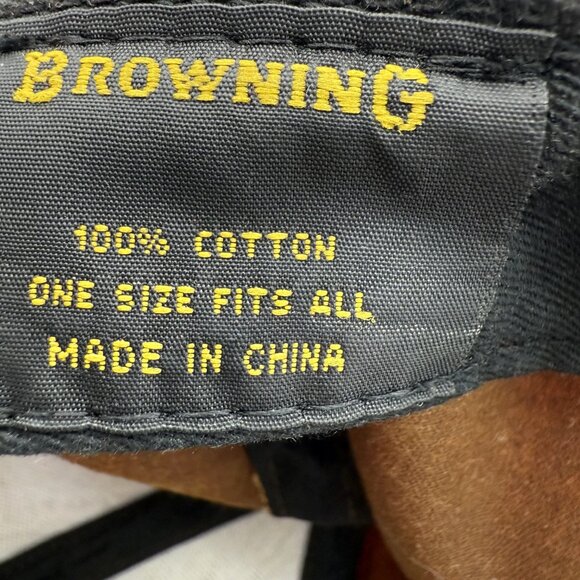 BROWNING
100% COTTON
ONE SIZE FITS ALL
MADE IN CHINA